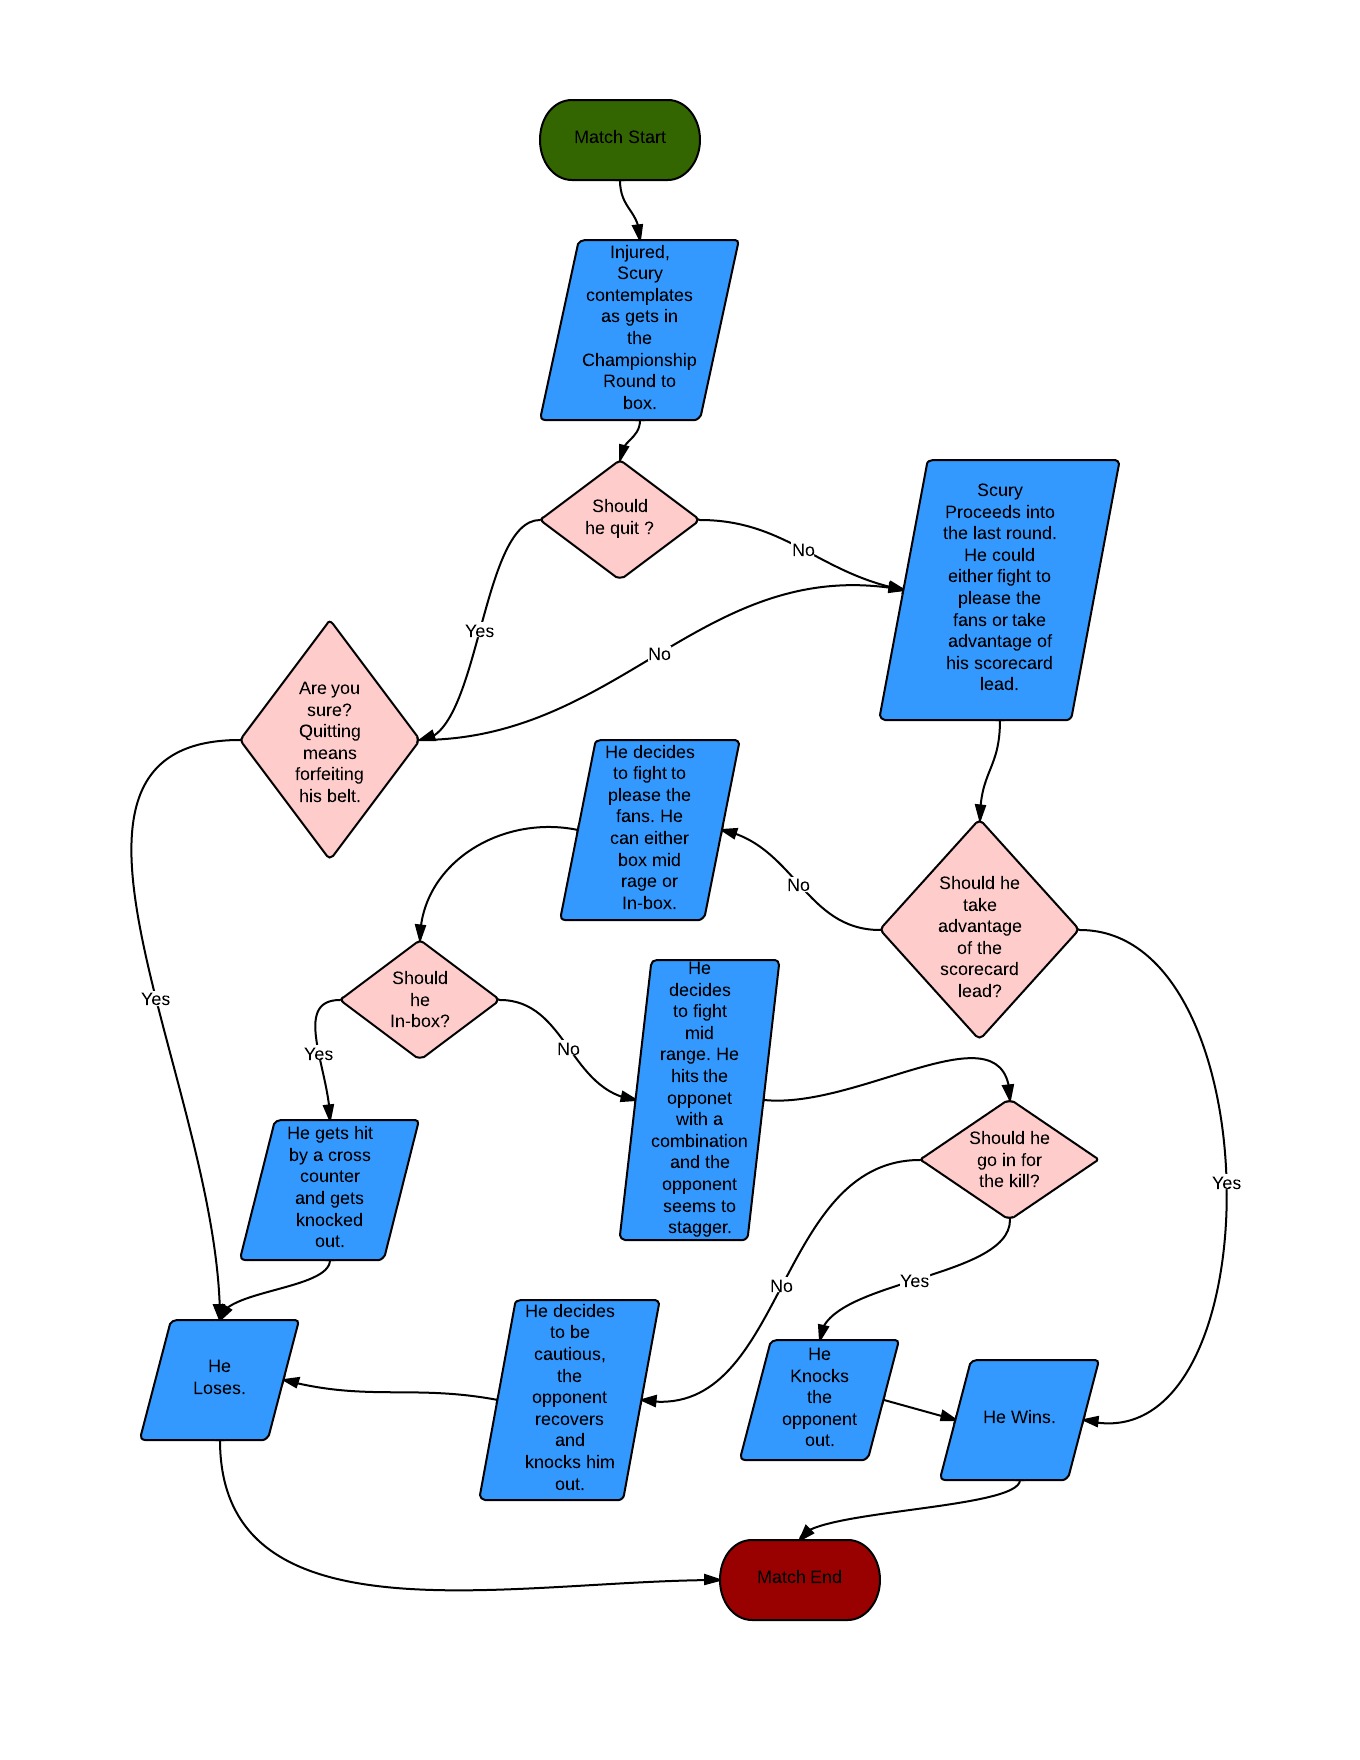 Match Start
Injured,
Scury
contemplates
as gets in
the
Championship
Round to
box.
Should
he quit ?
No
Yes
Scury
Proceeds into
the last round.
He could
either fight to
please the
fans or take
advantage of
his scorecard
lead.
Are you
sure?
Quitting
means
forfeiting
his belt.
No
Yes
Should he
take
advantage
of the
scorecard
lead?
No
Yes
He decides
to fight to
please the
fans. He
can either
box mid
rage or
In-box.
Should
he
In-box?
Yes
No
He gets hit
by a cross
counter
and gets
knocked
out.
He
decides
to fight
mid
range. He
hits the
opponet
with a
combination
and the
opponent
seems to
stagger.
Should he
go in for
the kill?
No
Yes
He decides
to be
cautious,
the
opponent
recovers
and
knocks him
out.
He
Knocks
the
opponent
out.
He
Loses.
He Wins.
Match End